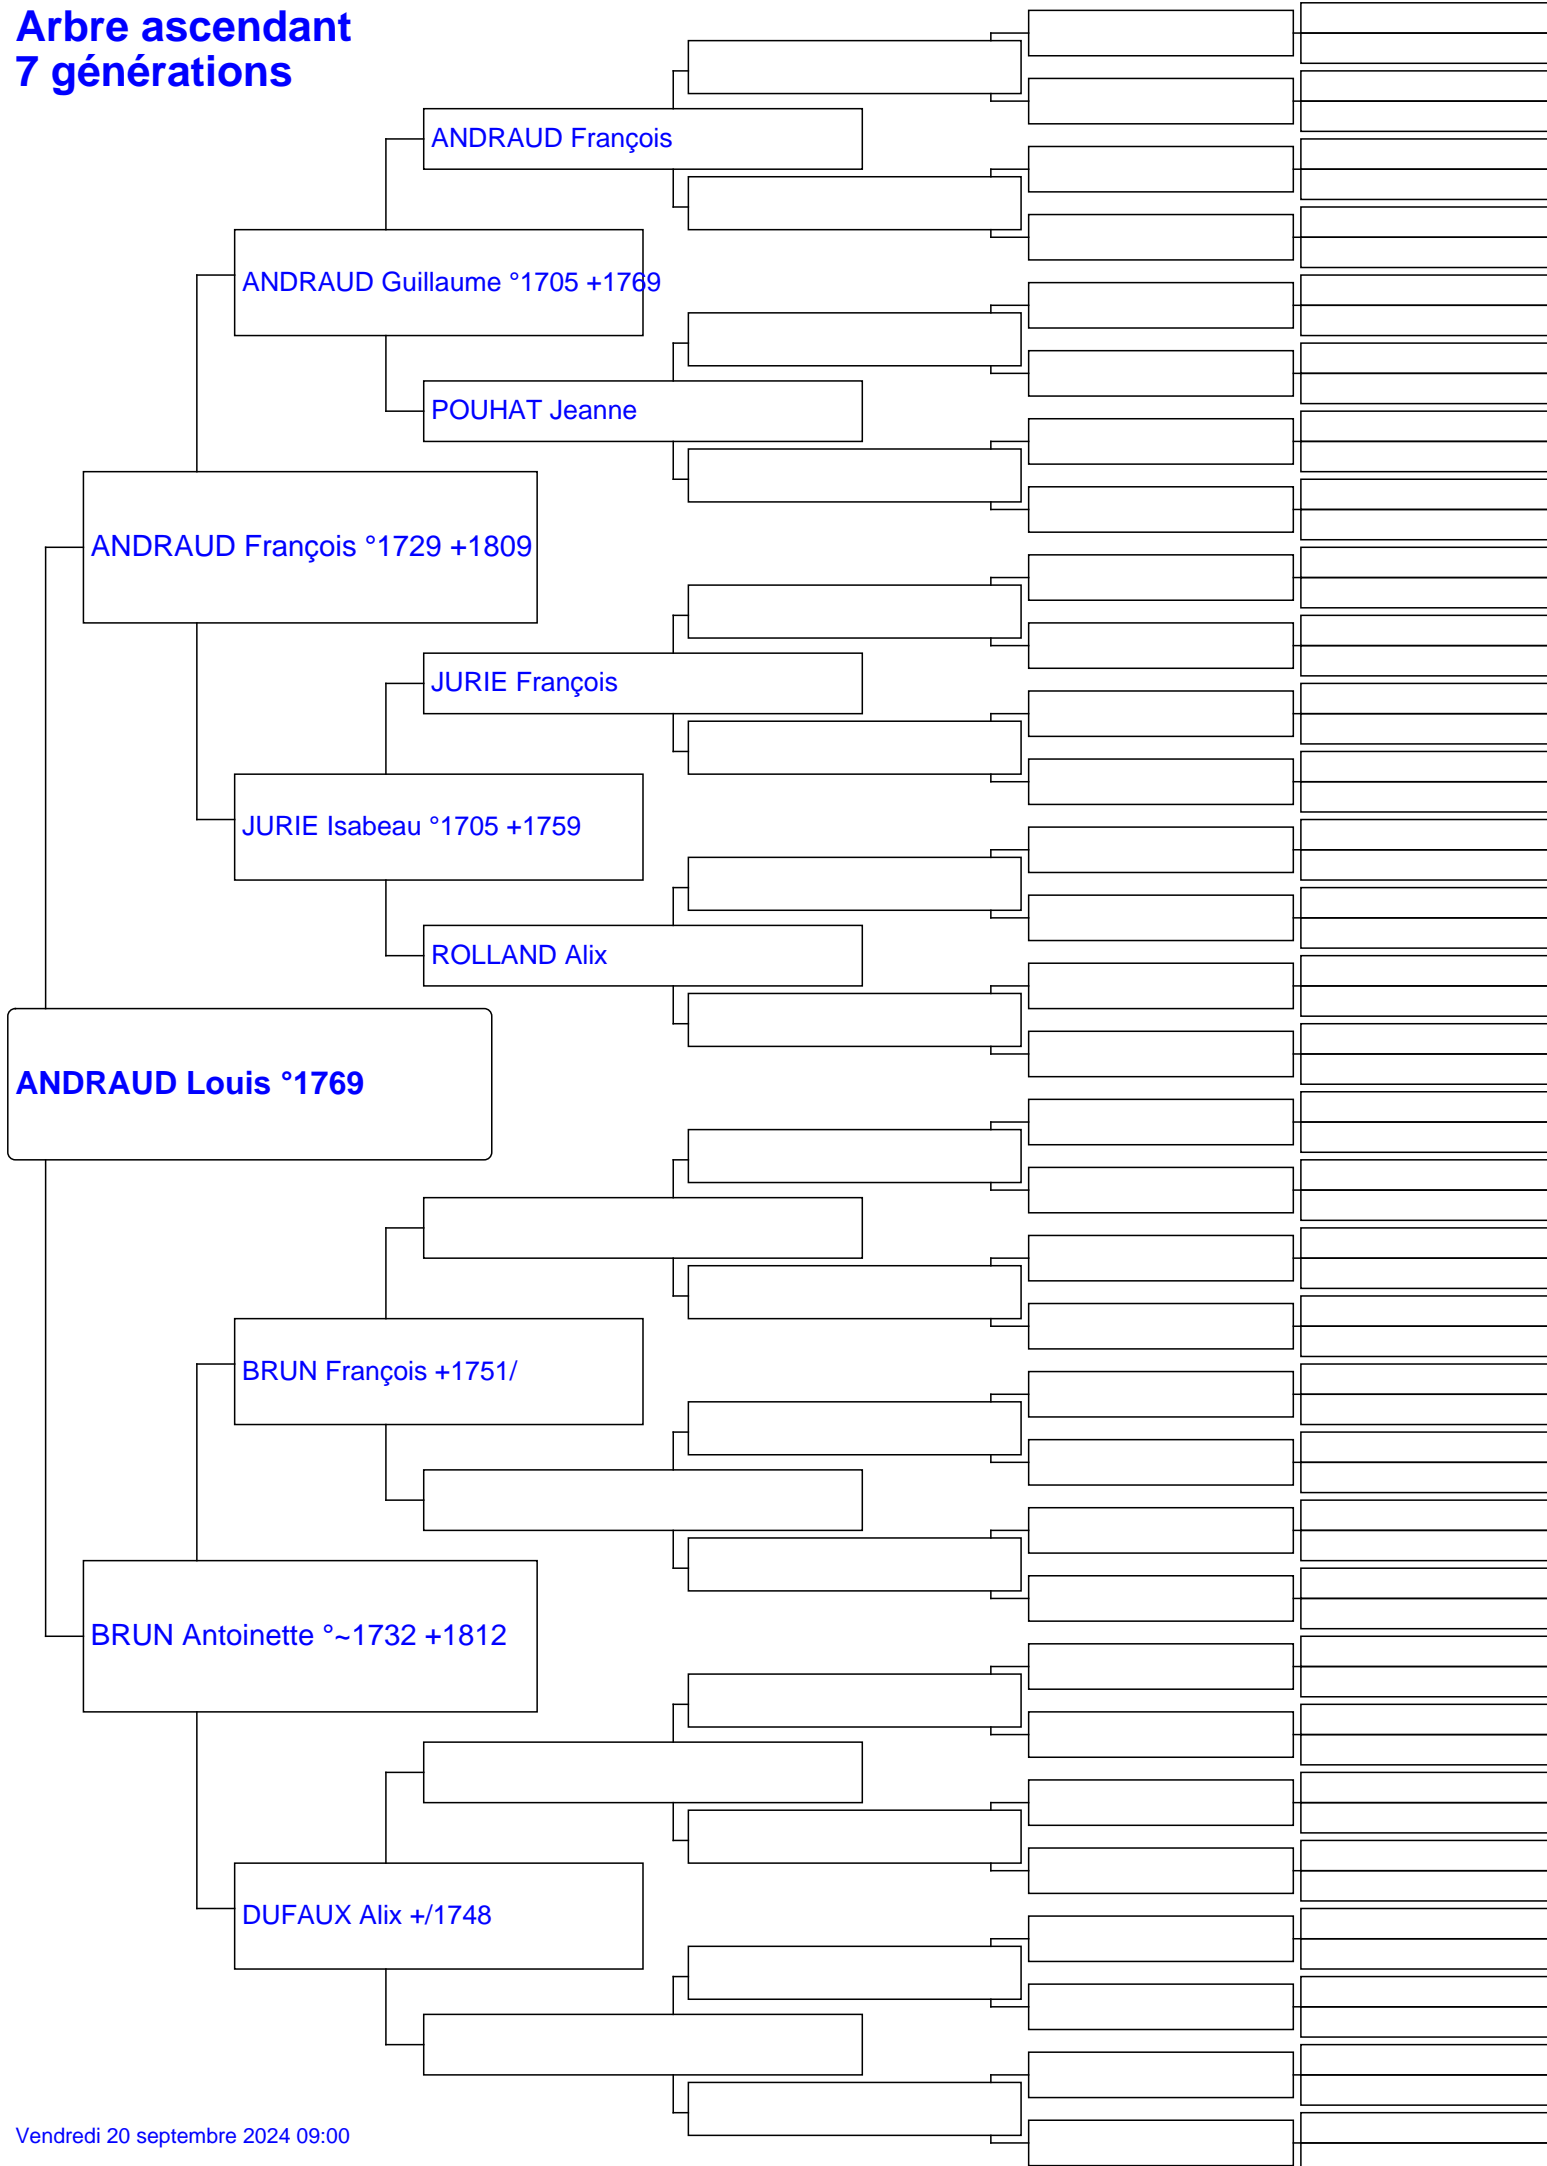 Arbre ascendant
7 générations
ANDRAUD François
ANDRAUD Guillaume °1705 +1769
POUHAT Jeanne
ANDRAUD François °1729 +1809
JURIE François
JURIE Isabeau °1705 +1759
ROLLAND Alix
ANDRAUD Louis °1769
BRUN François +1751/
BRUN Antoinette °~1732 +1812
DUFAUX Alix +/1748
Vendredi 20 septembre 2024 09:00